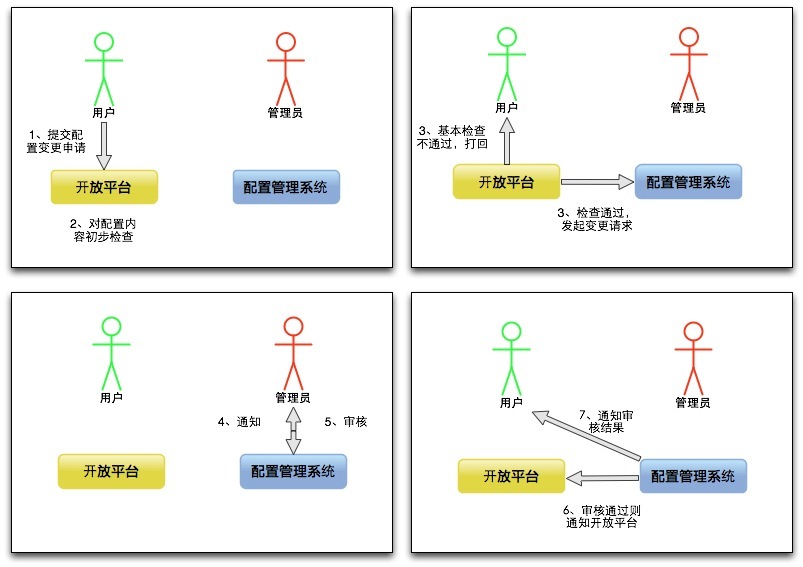 用户
管理员
1、提交配
置变更申请
开放平台
配置管理系统
2、对配置内
容初步检查
用户
管理员
3、基本检查
不通过，打回
开放平台
配置管理系统
3、检查通过，
发起变更请求
用户
管理员
4、通知
5、审核
开放平台
配置管理系统
用户
管理员
7、通知审
核结果
开放平台
配置管理系统
6、审核通过则
通知开放平台